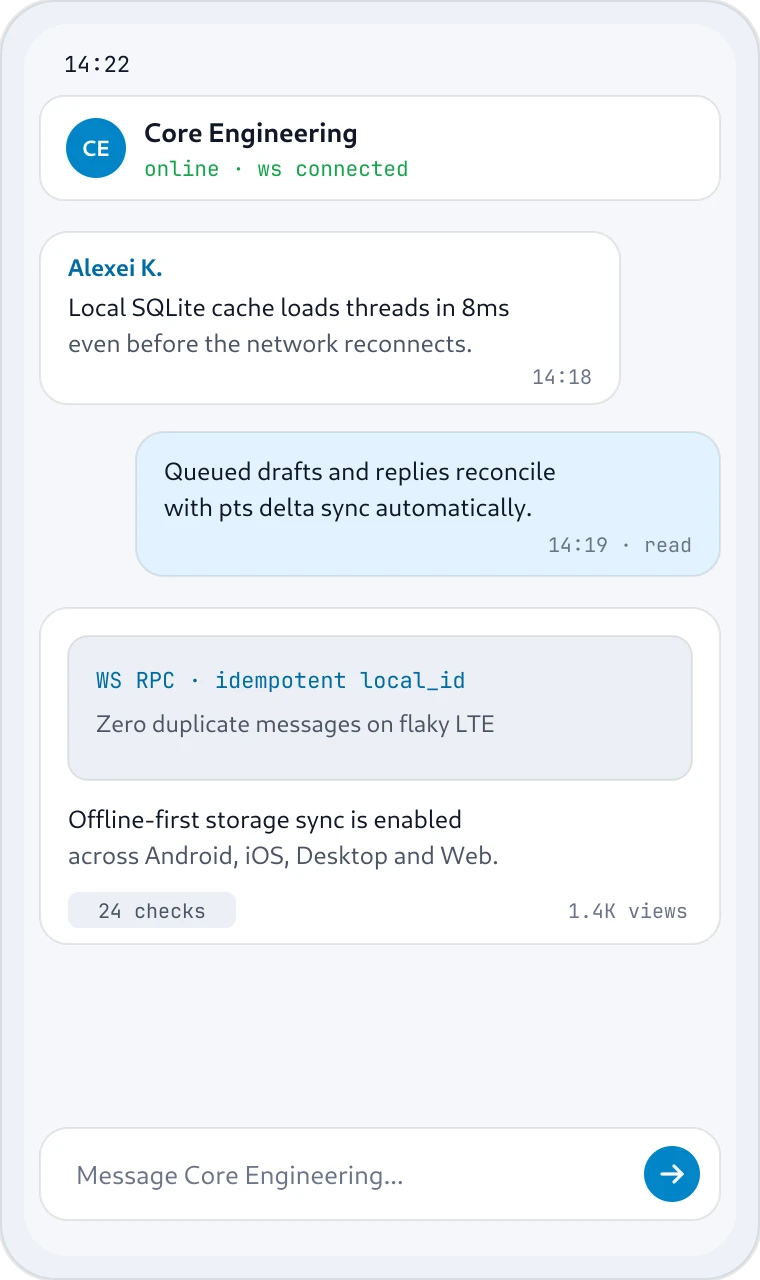 14:22
CE
Core Engineering
online · ws connected
Alexei K.
Local SQLite cache loads threads in 8ms
even before the network reconnects.
14:18
Queued drafts and replies reconcile
with pts delta sync automatically.
14:19 · read
WS RPC · idempotent local_id
Zero duplicate messages on flaky LTE
Offline-first storage sync is enabled
across Android, iOS, Desktop and Web.
24 checks
1.4K views
Message Core Engineering...